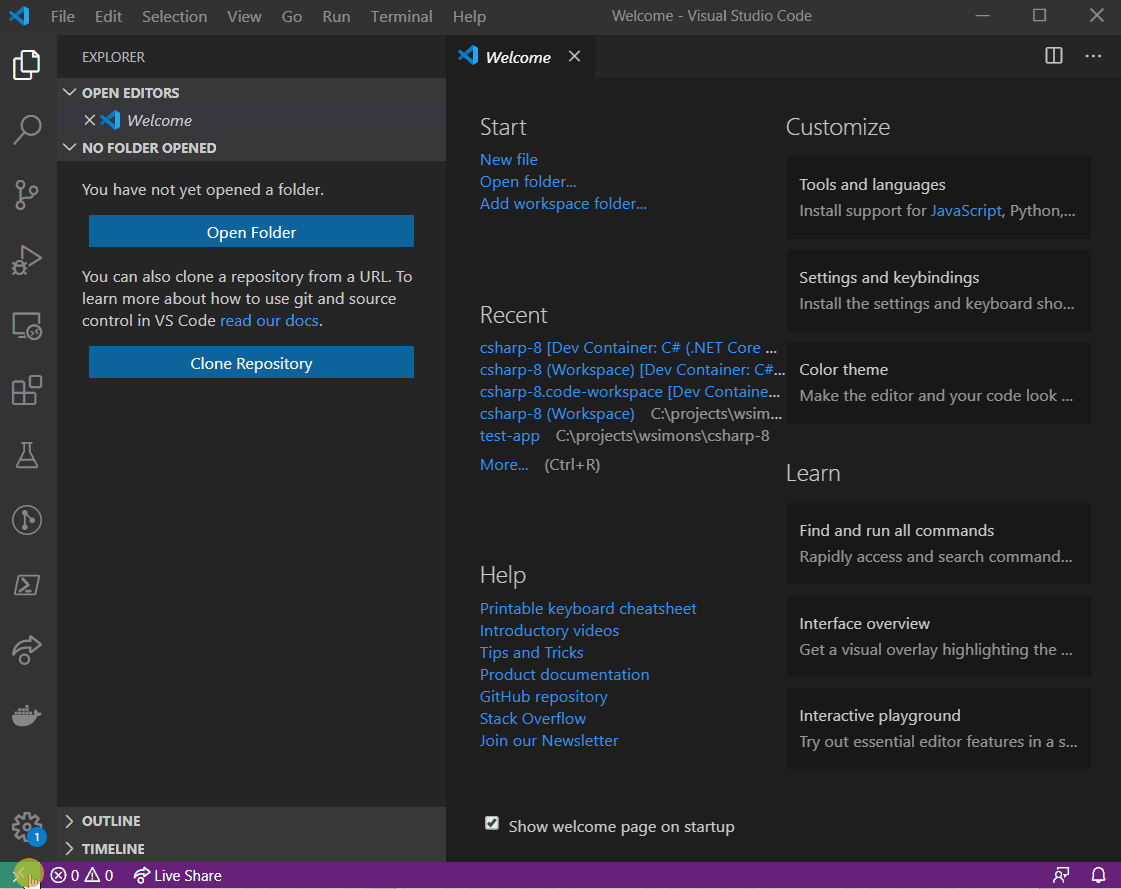 File Edit Selection View Go Run Terminal Help Welcome - Visual Studio Code
EXPLORER
OPEN EDITORS
Welcome
NO FOLDER OPENED
You have not yet opened a folder.
Open Folder
You can also clone a repository from a URL. To
learn more about how to use git and source
control in VS Code read our docs.
Clone Repository
OUTLINE
TIMELINE
Welcome
Start
New file
Open folder...
Add workspace folder...
Recent
csharp-8 [Dev Container: C# (.NET Core ...
csharp-8 (Workspace) [Dev Container: C#...
csharp-8.code-workspace [Dev Containe...
csharp-8 (Workspace) C:\projects\wsim...
test-app C:\projects\wsimons\csharp-8
More... (Ctrl+R)
Help
Printable keyboard cheatsheet
Introductory videos
Tips and Tricks
Product documentation
GitHub repository
Stack Overflow
Join our Newsletter
Show welcome page on startup
Customize
Tools and languages
Install support for JavaScript, Python,...
Settings and keybindings
Install the settings and keyboard sho...
Color theme
Make the editor and your code look ...
Learn
Find and run all commands
Rapidly access and search command...
Interface overview
Get a visual overlay highlighting the ...
Interactive playground
Try out essential editor features in a s...
1
0 0 Live Share